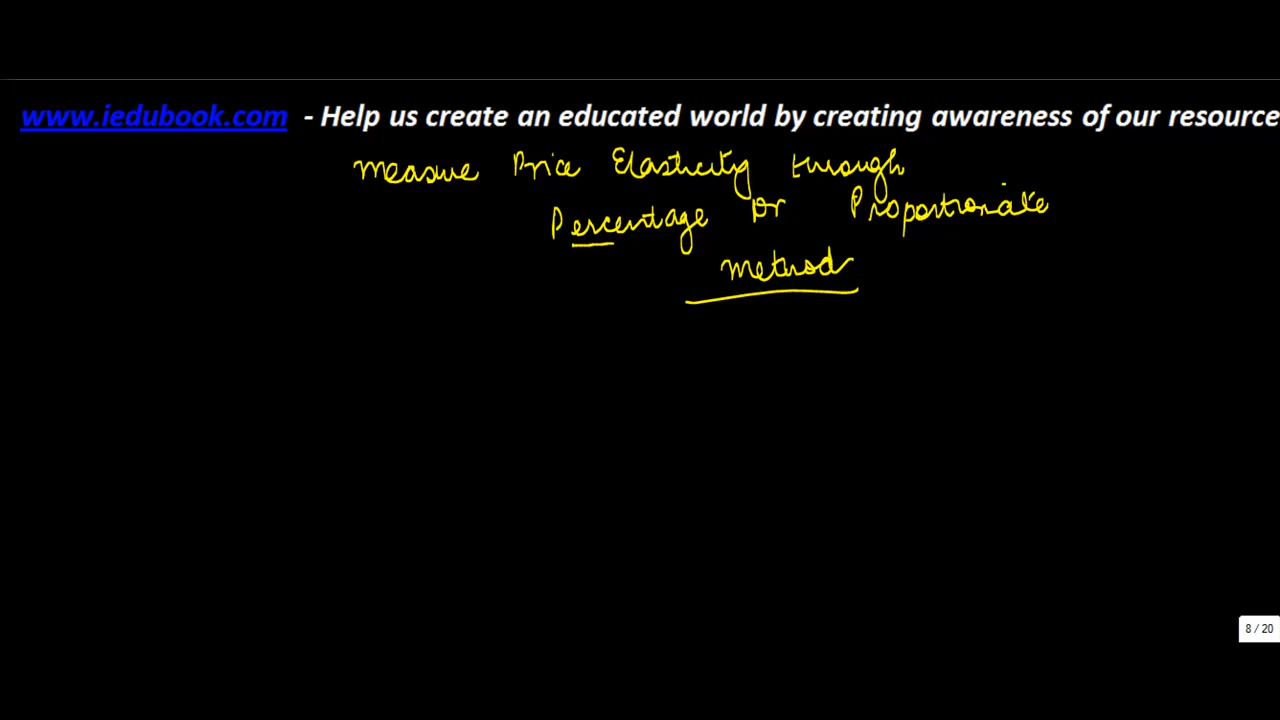 www.iedubook.com - Help us create an educated world by creating awareness of our resource
Measure Price Elasticity through
Percentage or Proportionate
Method
8 / 20